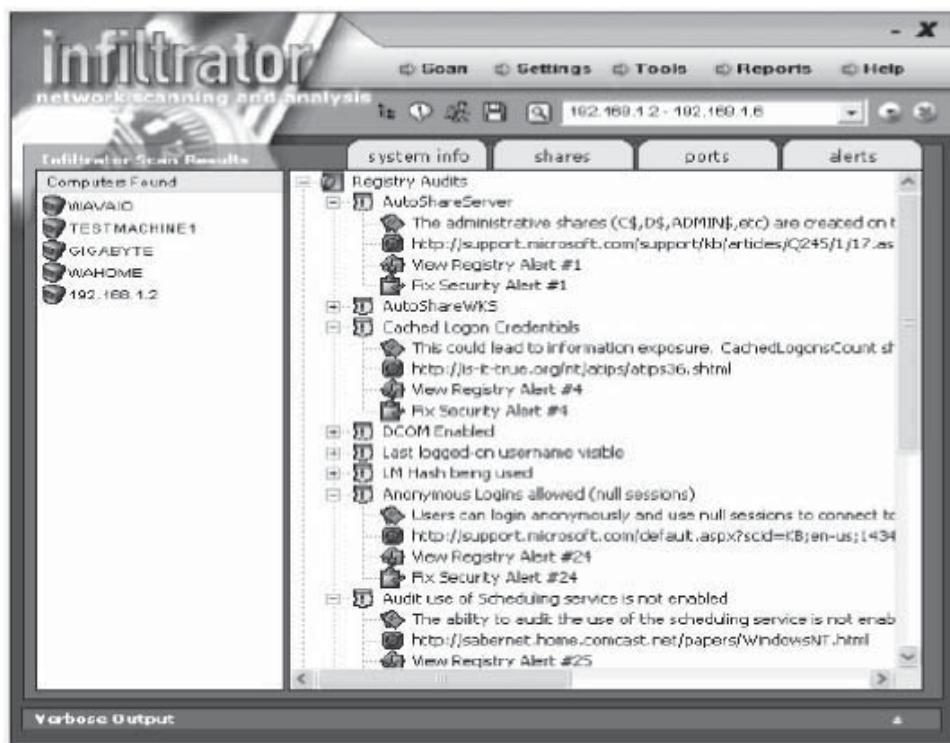 infiltrator
network scanning and analysis
- X
Scan Settings Tools Reports Help
192.168.1.2 - 192.168.1.6
Infiltrator Scan Results
system info shares ports alerts
Computers Found
WAVAIO
TESTMACHINE1
GIGABYTE
WAHOME
192.168.1.2
Registry Audits
AutoShareServer
The administrative shares (C$,D$,ADMIN$,etc) are created on t
http://support.microsoft.com/support/kb/articles/Q245/1/17.as
View Registry Alert #1
Fix Security Alert #1
AutoShareWKS
Cached Logon Credentials
This could lead to information exposure. CachedLogonsCount sh
http://is-it-true.org/nt/atips/atips36.shtml
View Registry Alert #4
Fix Security Alert #4
DCOM Enabled
Last logged-on username visible
LM Hash being used
Anonymous Logins allowed (null sessions)
Users can login anonymously and use null sessions to connect to
http://support.microsoft.com/default.aspx?scid=KB;en-us;1434
View Registry Alert #24
Fix Security Alert #24
Audit use of Scheduling service is not enabled
The ability to audit the use of the scheduling service is not enab
http://sabernet.home.comcast.net/papers/WindowsNT.html
View Registry Alert #25
Verbose Output